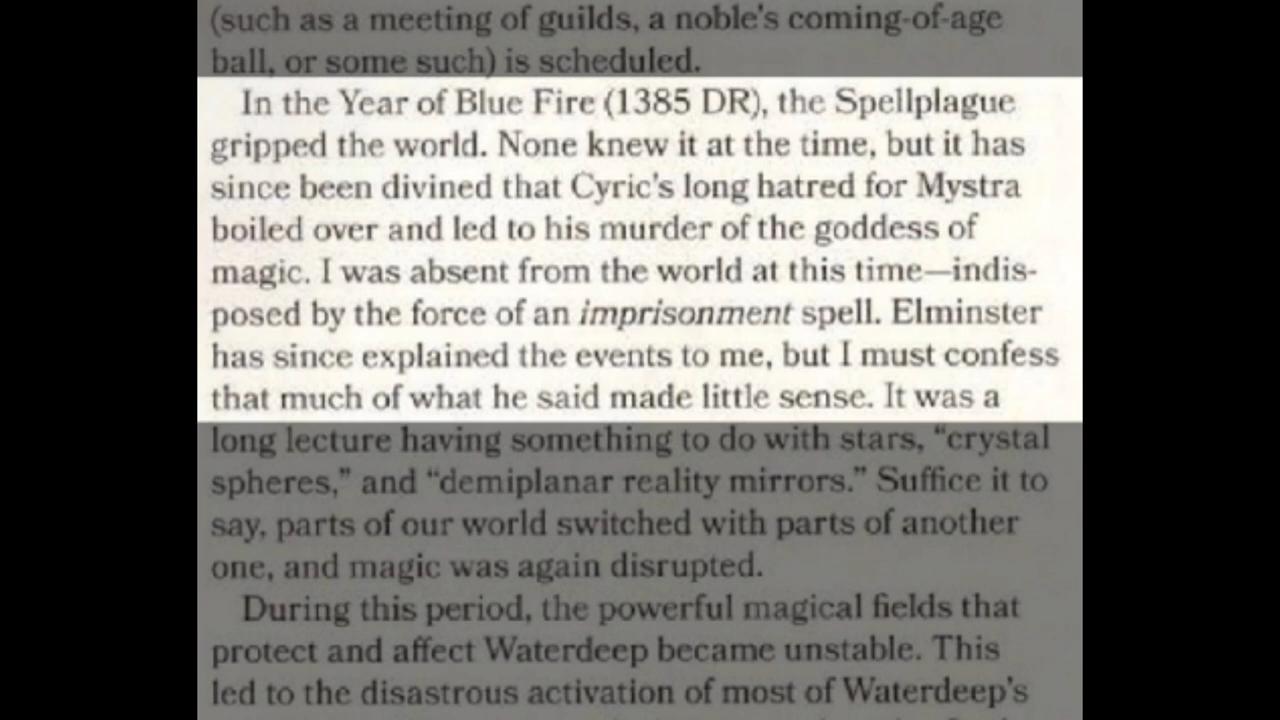 (such as a meeting of guilds, a noble's coming-of-age
ball, or some such) is scheduled.
In the Year of Blue Fire (1385 DR), the Spellplague
gripped the world. None knew it at the time, but it has
since been divined that Cyric's long hatred for Mystra
boiled over and led to his murder of the goddess of
magic. I was absent from the world at this time—indis-
posed by the force of an imprisonment spell. Elminster
has since explained the events to me, but I must confess
that much of what he said made little sense. It was a
long lecture having something to do with stars, “crystal
spheres,” and “demiplanar reality mirrors.” Suffice it to
say, parts of our world switched with parts of another
one, and magic was again disrupted.
During this period, the powerful magical fields that
protect and affect Waterdeep became unstable. This
led to the disastrous activation of most of Waterdeep's